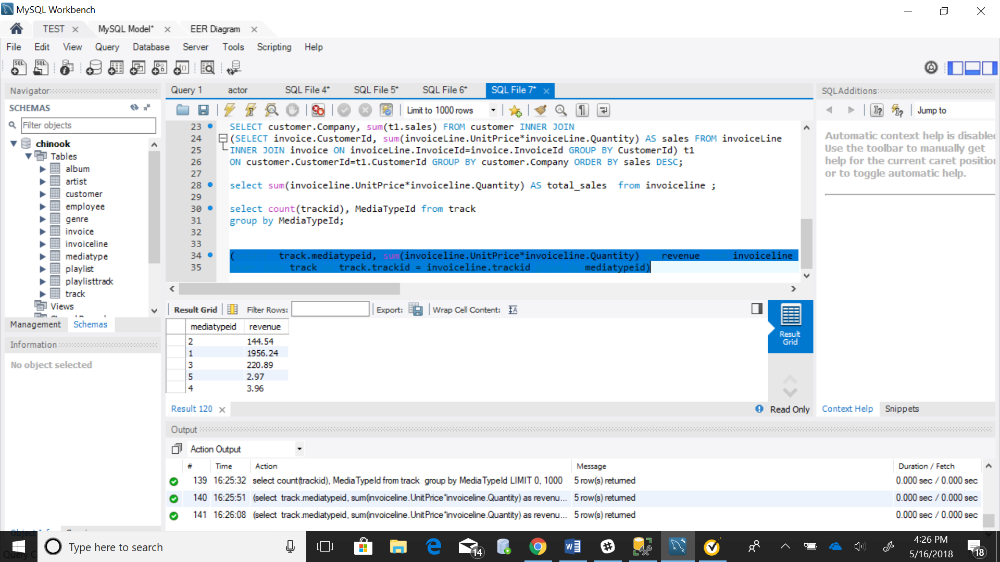 MySQL Workbench
TEST
MySQL Model*
EER Diagram
File Edit View Query Database Server Tools Scripting Help
Navigator
SCHEMAS
Filter objects
chinook
Tables
album
artist
customer
employee
genre
invoice
invoiceline
mediatype
playlist
playlisttrack
track
Views
Management Schemas
Information
No object selected
Query 1 actor SQL File 4* SQL File 5* SQL File 6* SQL File 7*
Limit to 1000 rows
23 SELECT customer.Company, sum(t1.sales) FROM customer INNER JOIN
24 (SELECT invoice.CustomerId, sum(invoiceLine.UnitPrice*invoiceLine.Quantity) AS sales FROM invoiceLine
25 INNER JOIN invoice ON invoiceLine.InvoiceId=invoice.InvoiceId GROUP BY CustomerId) t1
26 ON customer.CustomerId=t1.CustomerId GROUP BY customer.Company ORDER BY sales DESC;
27
28 select sum(invoiceline.UnitPrice*invoiceline.Quantity) AS total_sales from invoiceline ;
29
30 select count(trackid), MediaTypeId from track
31 group by MediaTypeId;
32
33
34 ( track.mediatypeid, sum(invoiceline.UnitPrice*invoiceline.Quantity) revenue invoiceline
35 track track.trackid = invoiceline.trackid mediatypeid)
Result Grid Filter Rows: Export: Wrap Cell Content:
mediatypeid revenue
2 144.54
1 1956.24
3 220.89
5 2.97
4 3.96
Result Grid
Result 120
Read Only
SQLAdditions
Jump to
Automatic context help is disabled
Use the toolbar to manually get
help for the current caret position
or to toggle automatic help.
Context Help Snippets
Output
Action Output
# Time Action Message Duration / Fetch
139 16:25:32 select count(trackid), MediaTypeId from track group by MediaTypeId LIMIT 0, 1000 5 row(s) returned 0.000 sec / 0.000 sec
140 16:25:51 (select track.mediatypeid, sum(invoiceline.UnitPrice*invoiceline.Quantity) as revenu... 5 row(s) returned 0.000 sec / 0.000 sec
141 16:26:08 (select track.mediatypeid, sum(invoiceline.UnitPrice*invoiceline.Quantity) as revenu... 5 row(s) returned 0.000 sec / 0.000 sec
Type here to search
14
4:26 PM
5/16/2018
18